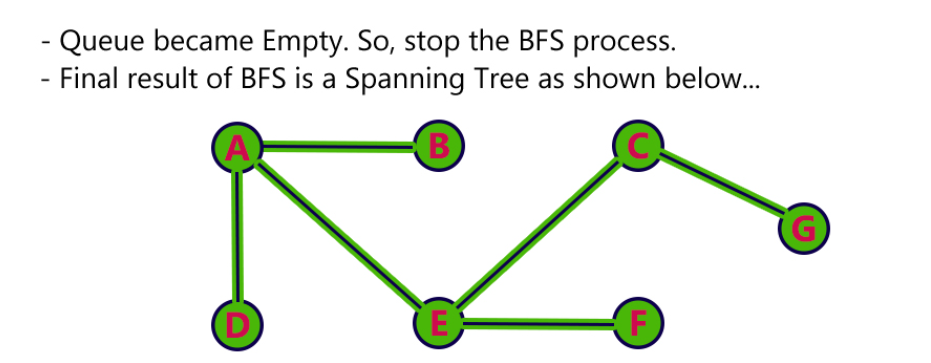 - Queue became Empty. So, stop the BFS process.
- Final result of BFS is a Spanning Tree as shown below...
A B C
G
D E F